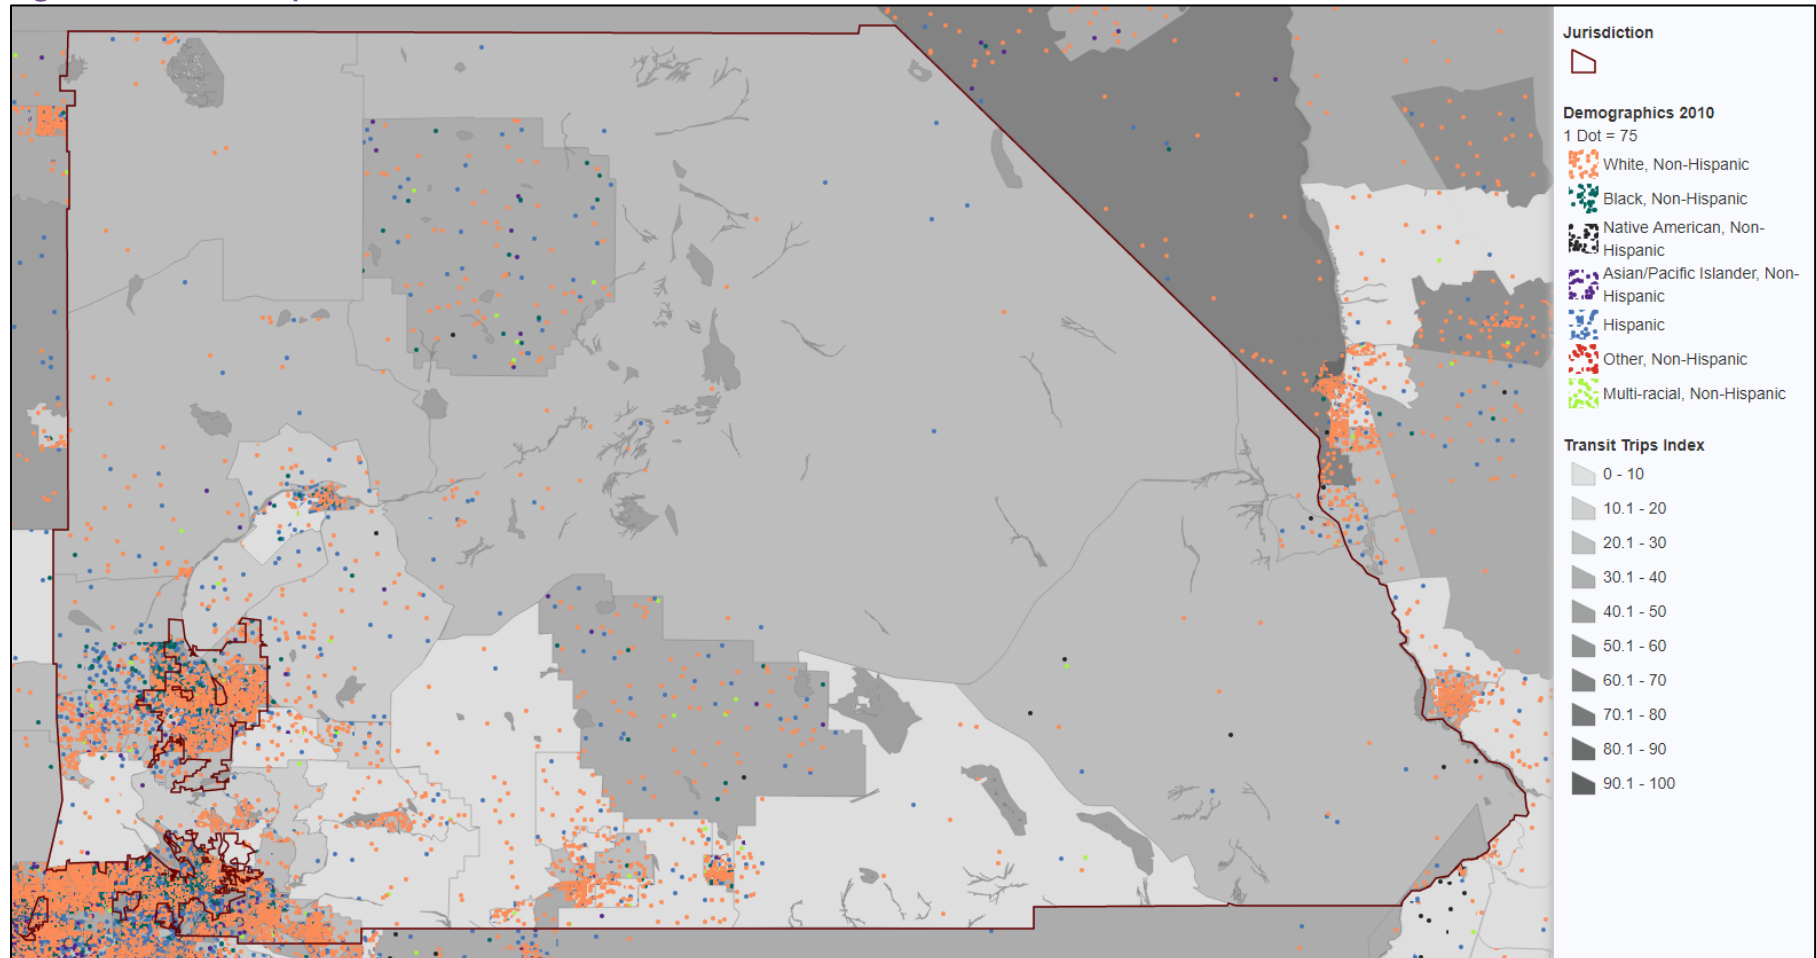 Jurisdiction
Demographics 2010
1 Dot = 75
White, Non-Hispanic
Black, Non-Hispanic
Native American, Non-
Hispanic
Asian/Pacific Islander, Non-
Hispanic
Hispanic
Other, Non-Hispanic
Multi-racial, Non-Hispanic
Transit Trips Index
0 - 10
10.1 - 20
20.1 - 30
30.1 - 40
40.1 - 50
50.1 - 60
60.1 - 70
70.1 - 80
80.1 - 90
90.1 - 100